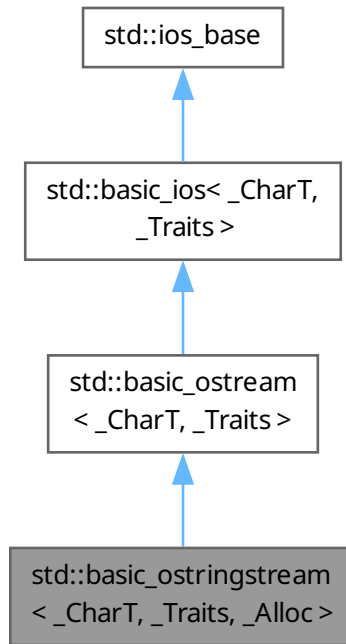 std::ios_base
std::basic_ios< _CharT,
_Traits >
std::basic_ostream
< _CharT, _Traits >
std::basic_ostringstream
< _CharT, _Traits, _Alloc >